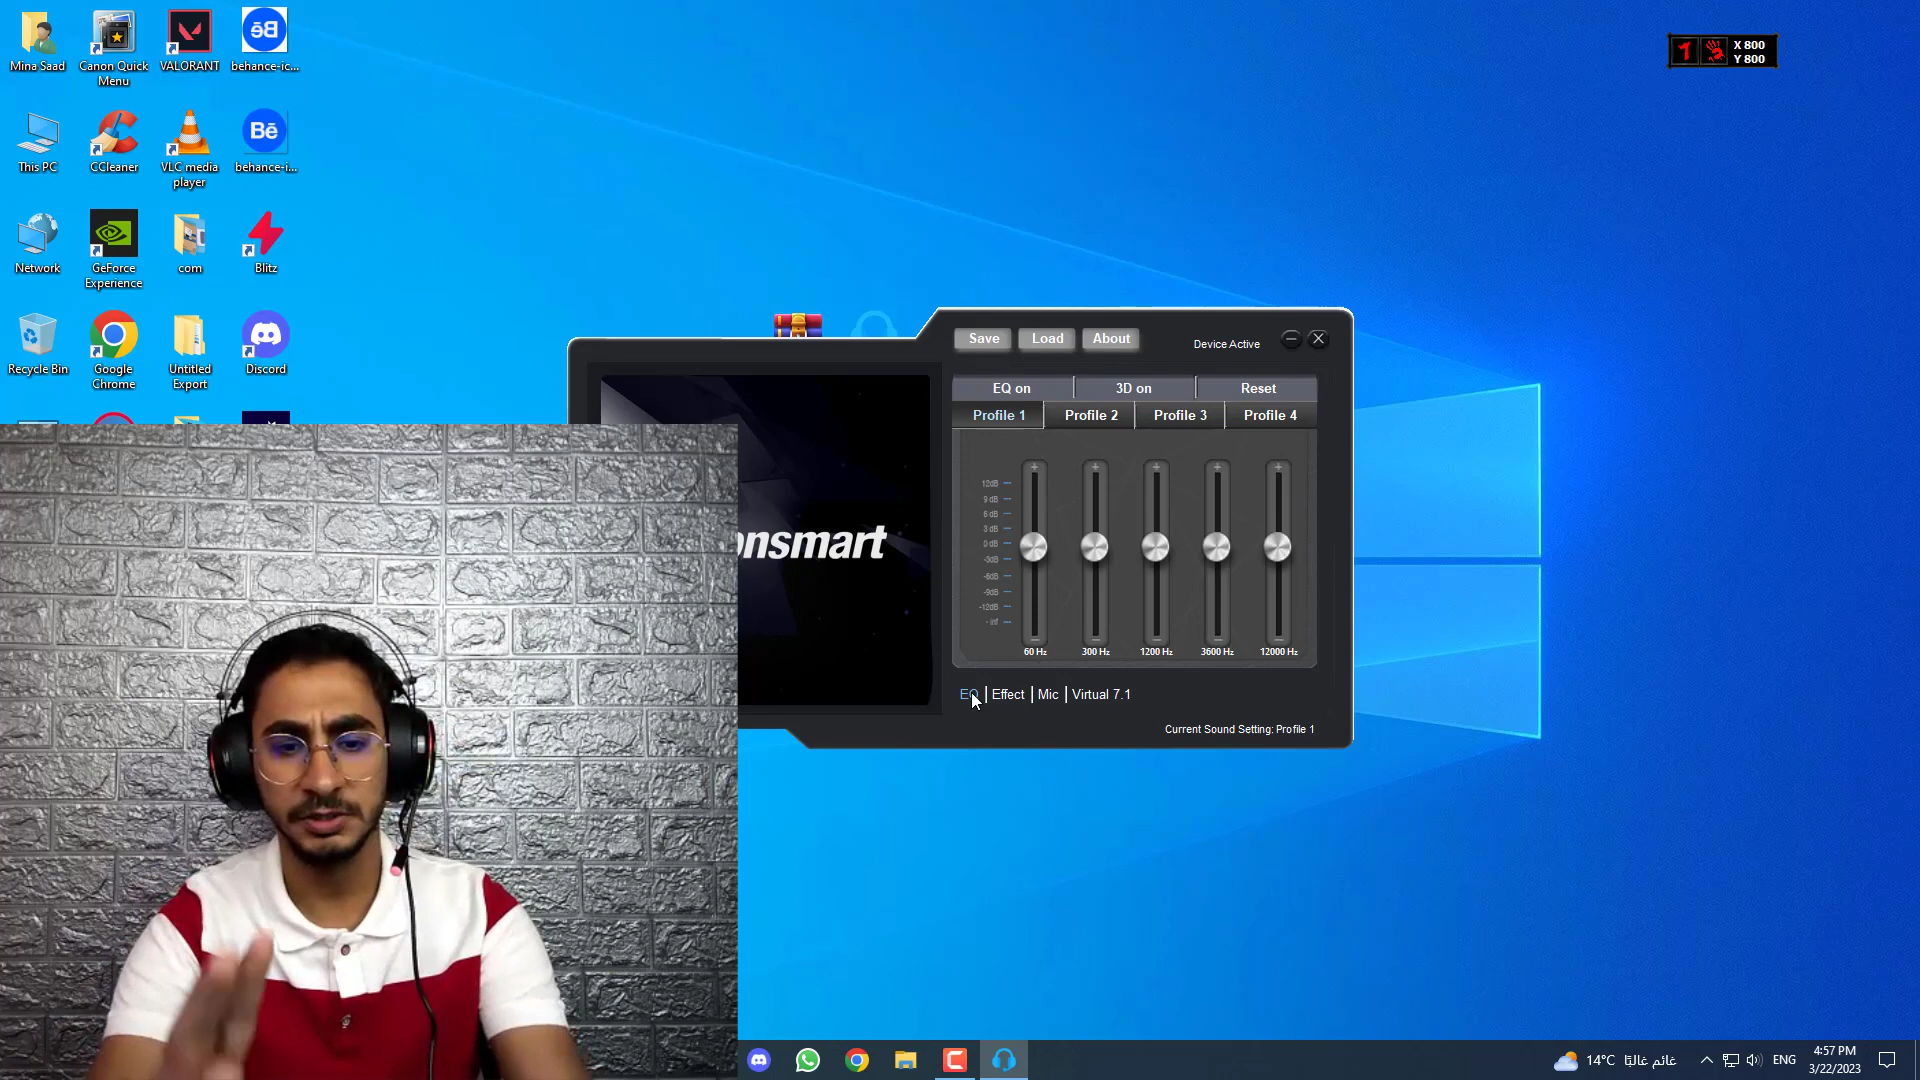 Mina Saad
Canon Quick
Menu
VALORANT
Bē
behance-ic...
This PC
CCleaner
VLC media
player
Bē
behance-i...
Network
GeForce
Experience
com
Blitz
Recycle Bin
Google
Chrome
Untitled
Export
Discord
X 800
Y 800
Save
Load
About
Device Active
EQ on
3D on
Reset
Profile 1
Profile 2
Profile 3
Profile 4
12dB
9 dB
6 dB
3 dB
0 dB
-3dB
-6dB
-9dB
-12dB
- inf
60 Hz
300 Hz
1200 Hz
3600 Hz
12000 Hz
onsmart
EQ
Effect
Mic
Virtual 7.1
Current Sound Setting: Profile 1
14°C غائم غالبًا
ENG
4:57 PM
3/22/2023